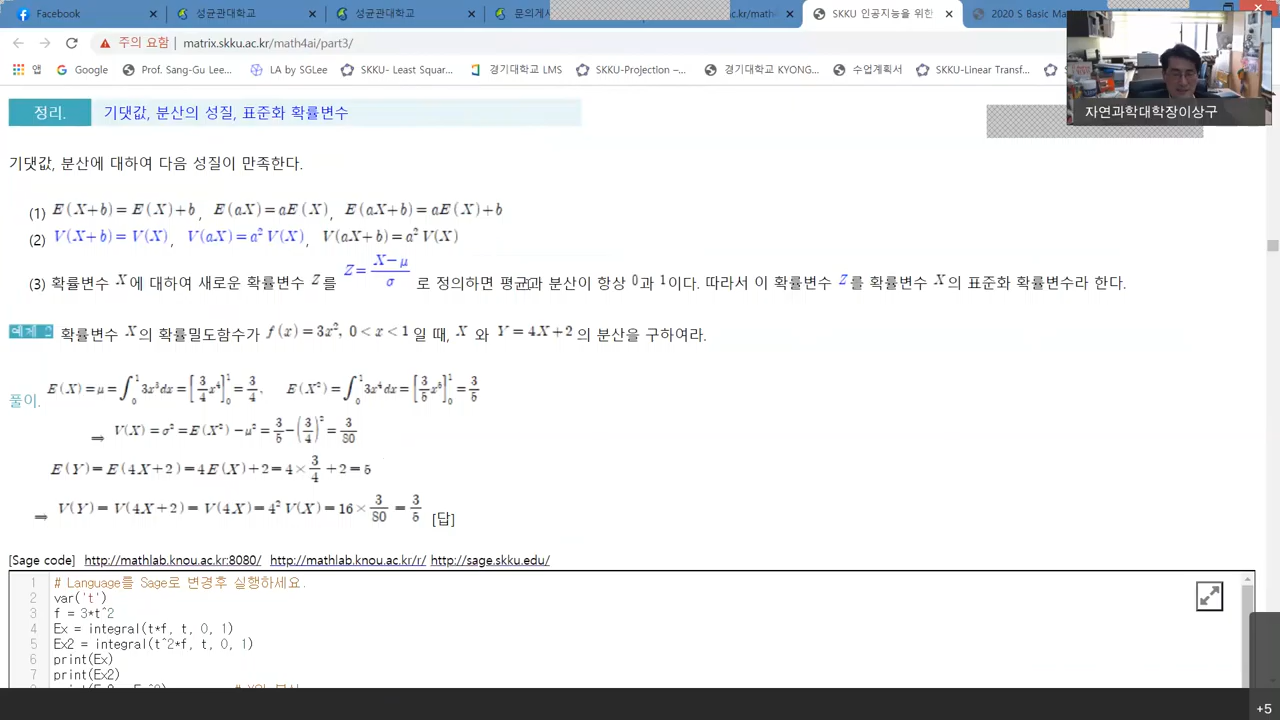 Facebook
성균관대학교
성균관대학교
문의게시
u.ac.kr/math
SKKU 인공지능을 위한
2020 S Basic Math
주의 요함
matrix.skku.ac.kr/math4ai/part3/
앱
Google
Prof. Sang-Gu Lee...
LA by SGLee
SKKU- Least Squar...
경기대학교 LMS
SKKU-Projection –...
경기대학교 KYONG...
수업계획서
SKKU-Linear Transf...
자연과학대학장이상구
정리. 기댓값, 분산의 성질, 표준화 확률변수
기댓값, 분산에 대하여 다음 성질이 만족한다.
(1) E(X+b)=E(X)+b, E(aX)=aE(X), E(aX+b)=aE(X)+b
(2) V(X+b)=V(X), V(aX)=a² V(X), V(aX+b)=a² V(X)
(3) 확률변수 X에 대하여 새로운 확률변수 Z를 Z=(X−μ)/σ 로 정의하면 평균과 분산이 항상 0과 1이다. 따라서 이 확률변수 Z를 확률변수 X의 표준화 확률변수라 한다.
예제 2 확률변수 X의 확률밀도함수가 f(x)=3x², 0<x<1 일 때, X 와 Y=4X+2 의 분산을 구하여라.
풀이. E(X)=μ=∫₀¹3x³dx=[3/4 x⁴]₀¹=3/4, E(X²)=∫₀¹3x⁴dx=[3/5 x⁵]₀¹=3/5
⇒ V(X)=σ²=E(X²)−μ²=3/5−(3/4)²=3/80
E(Y)=E(4X+2)=4E(X)+2=4×3/4+2=5
⇒ V(Y)=V(4X+2)=V(4X)=4² V(X)=16×3/80=3/5 [답]
[Sage code] http://mathlab.knou.ac.kr:8080/ http://mathlab.knou.ac.kr/r/ http://sage.skku.edu/
1 # Language를 Sage로 변경후 실행하세요.
2 var('t')
3 f = 3*t^2
4 Ex = integral(t*f, t, 0, 1)
5 Ex2 = integral(t^2*f, t, 0, 1)
6 print(Ex)
7 print(Ex2)
+5